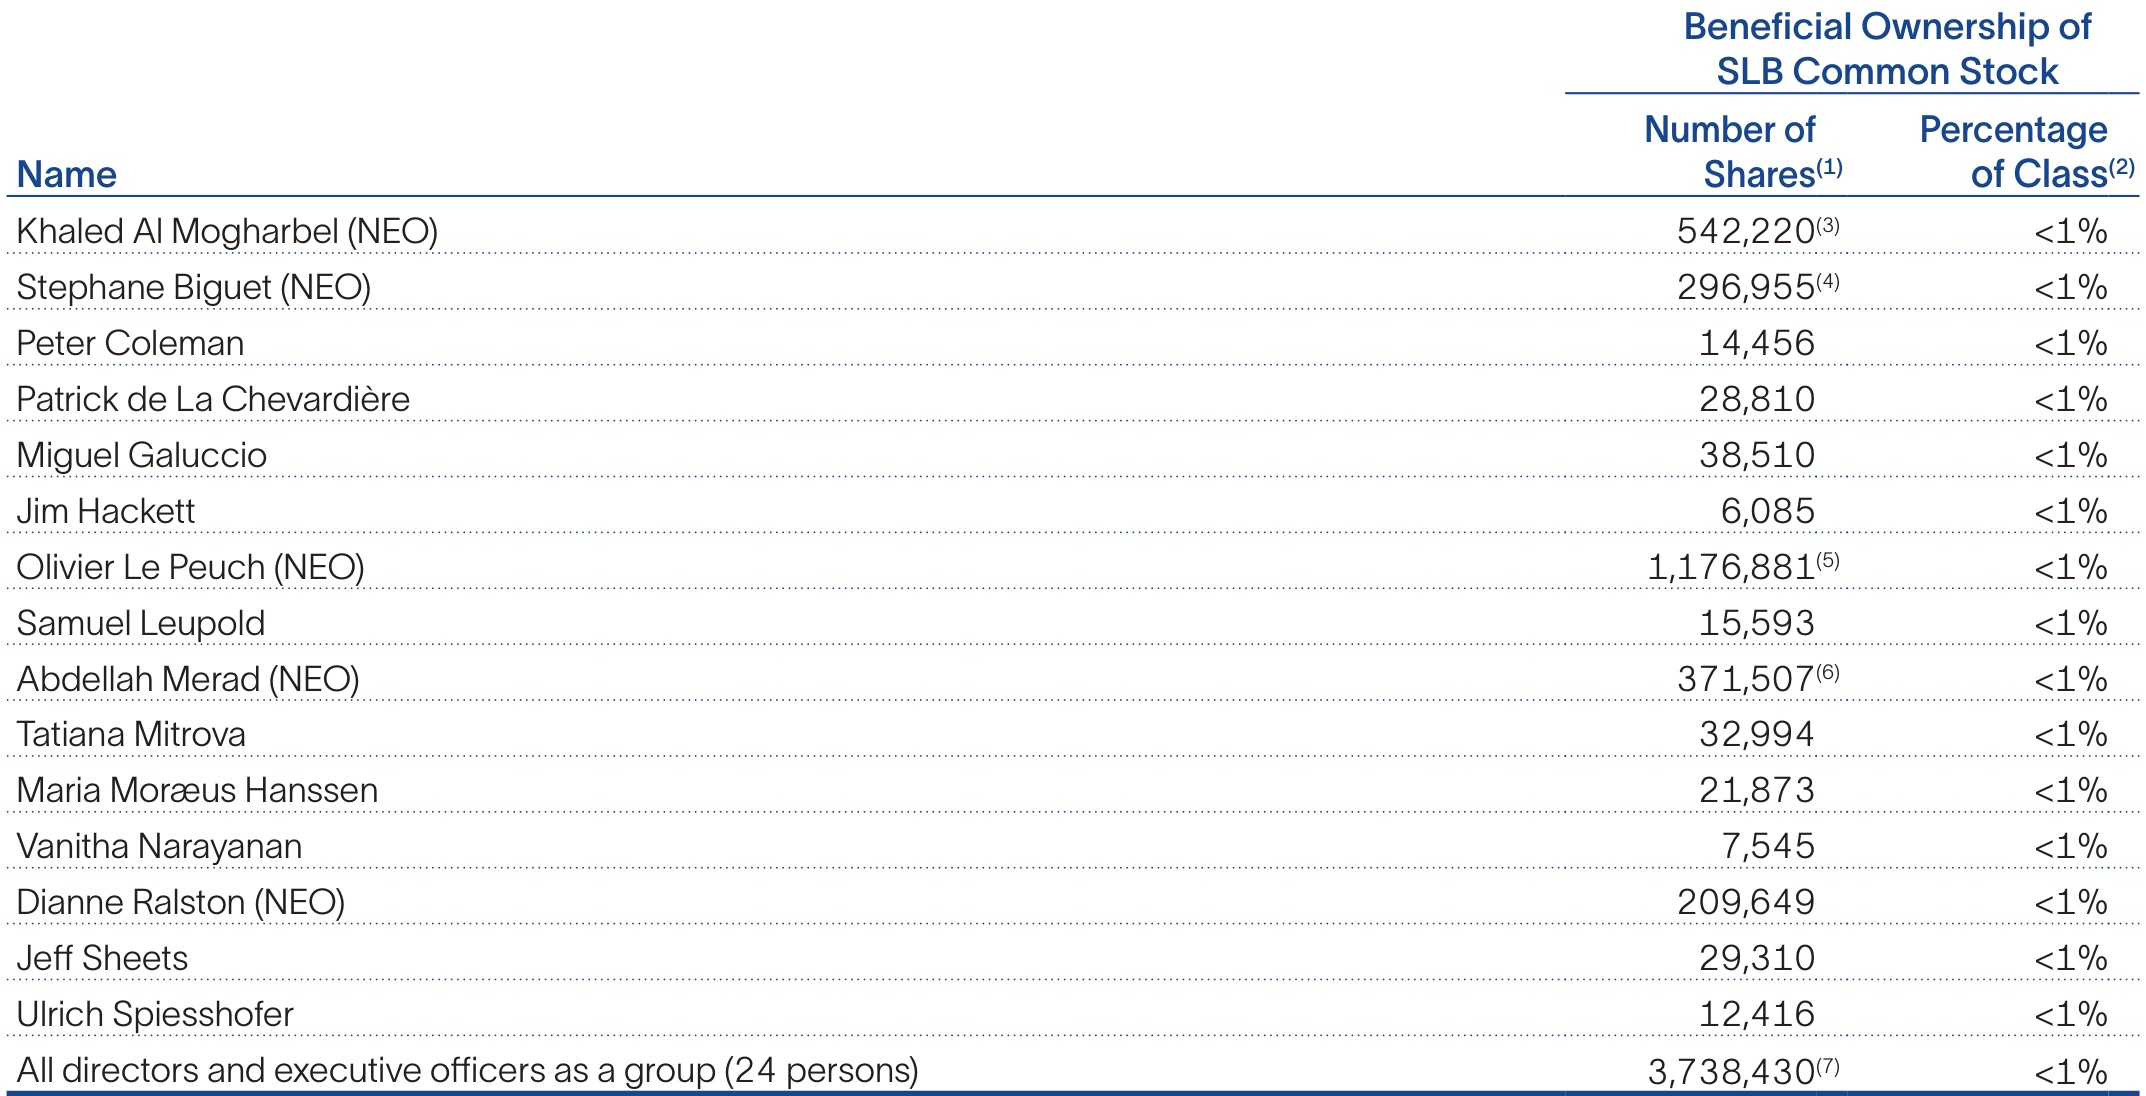 Beneficial Ownership of
SLB Common Stock
Name Number of Shares(1) Percentage of Class(2)
Khaled Al Mogharbel (NEO) 542,220(3) <1%
Stephane Biguet (NEO) 296,955(4) <1%
Peter Coleman 14,456 <1%
Patrick de La Chevardière 28,810 <1%
Miguel Galuccio 38,510 <1%
Jim Hackett 6,085 <1%
Olivier Le Peuch (NEO) 1,176,881(5) <1%
Samuel Leupold 15,593 <1%
Abdellah Merad (NEO) 371,507(6) <1%
Tatiana Mitrova 32,994 <1%
Maria Moræus Hanssen 21,873 <1%
Vanitha Narayanan 7,545 <1%
Dianne Ralston (NEO) 209,649 <1%
Jeff Sheets 29,310 <1%
Ulrich Spiesshofer 12,416 <1%
All directors and executive officers as a group (24 persons) 3,738,430(7) <1%